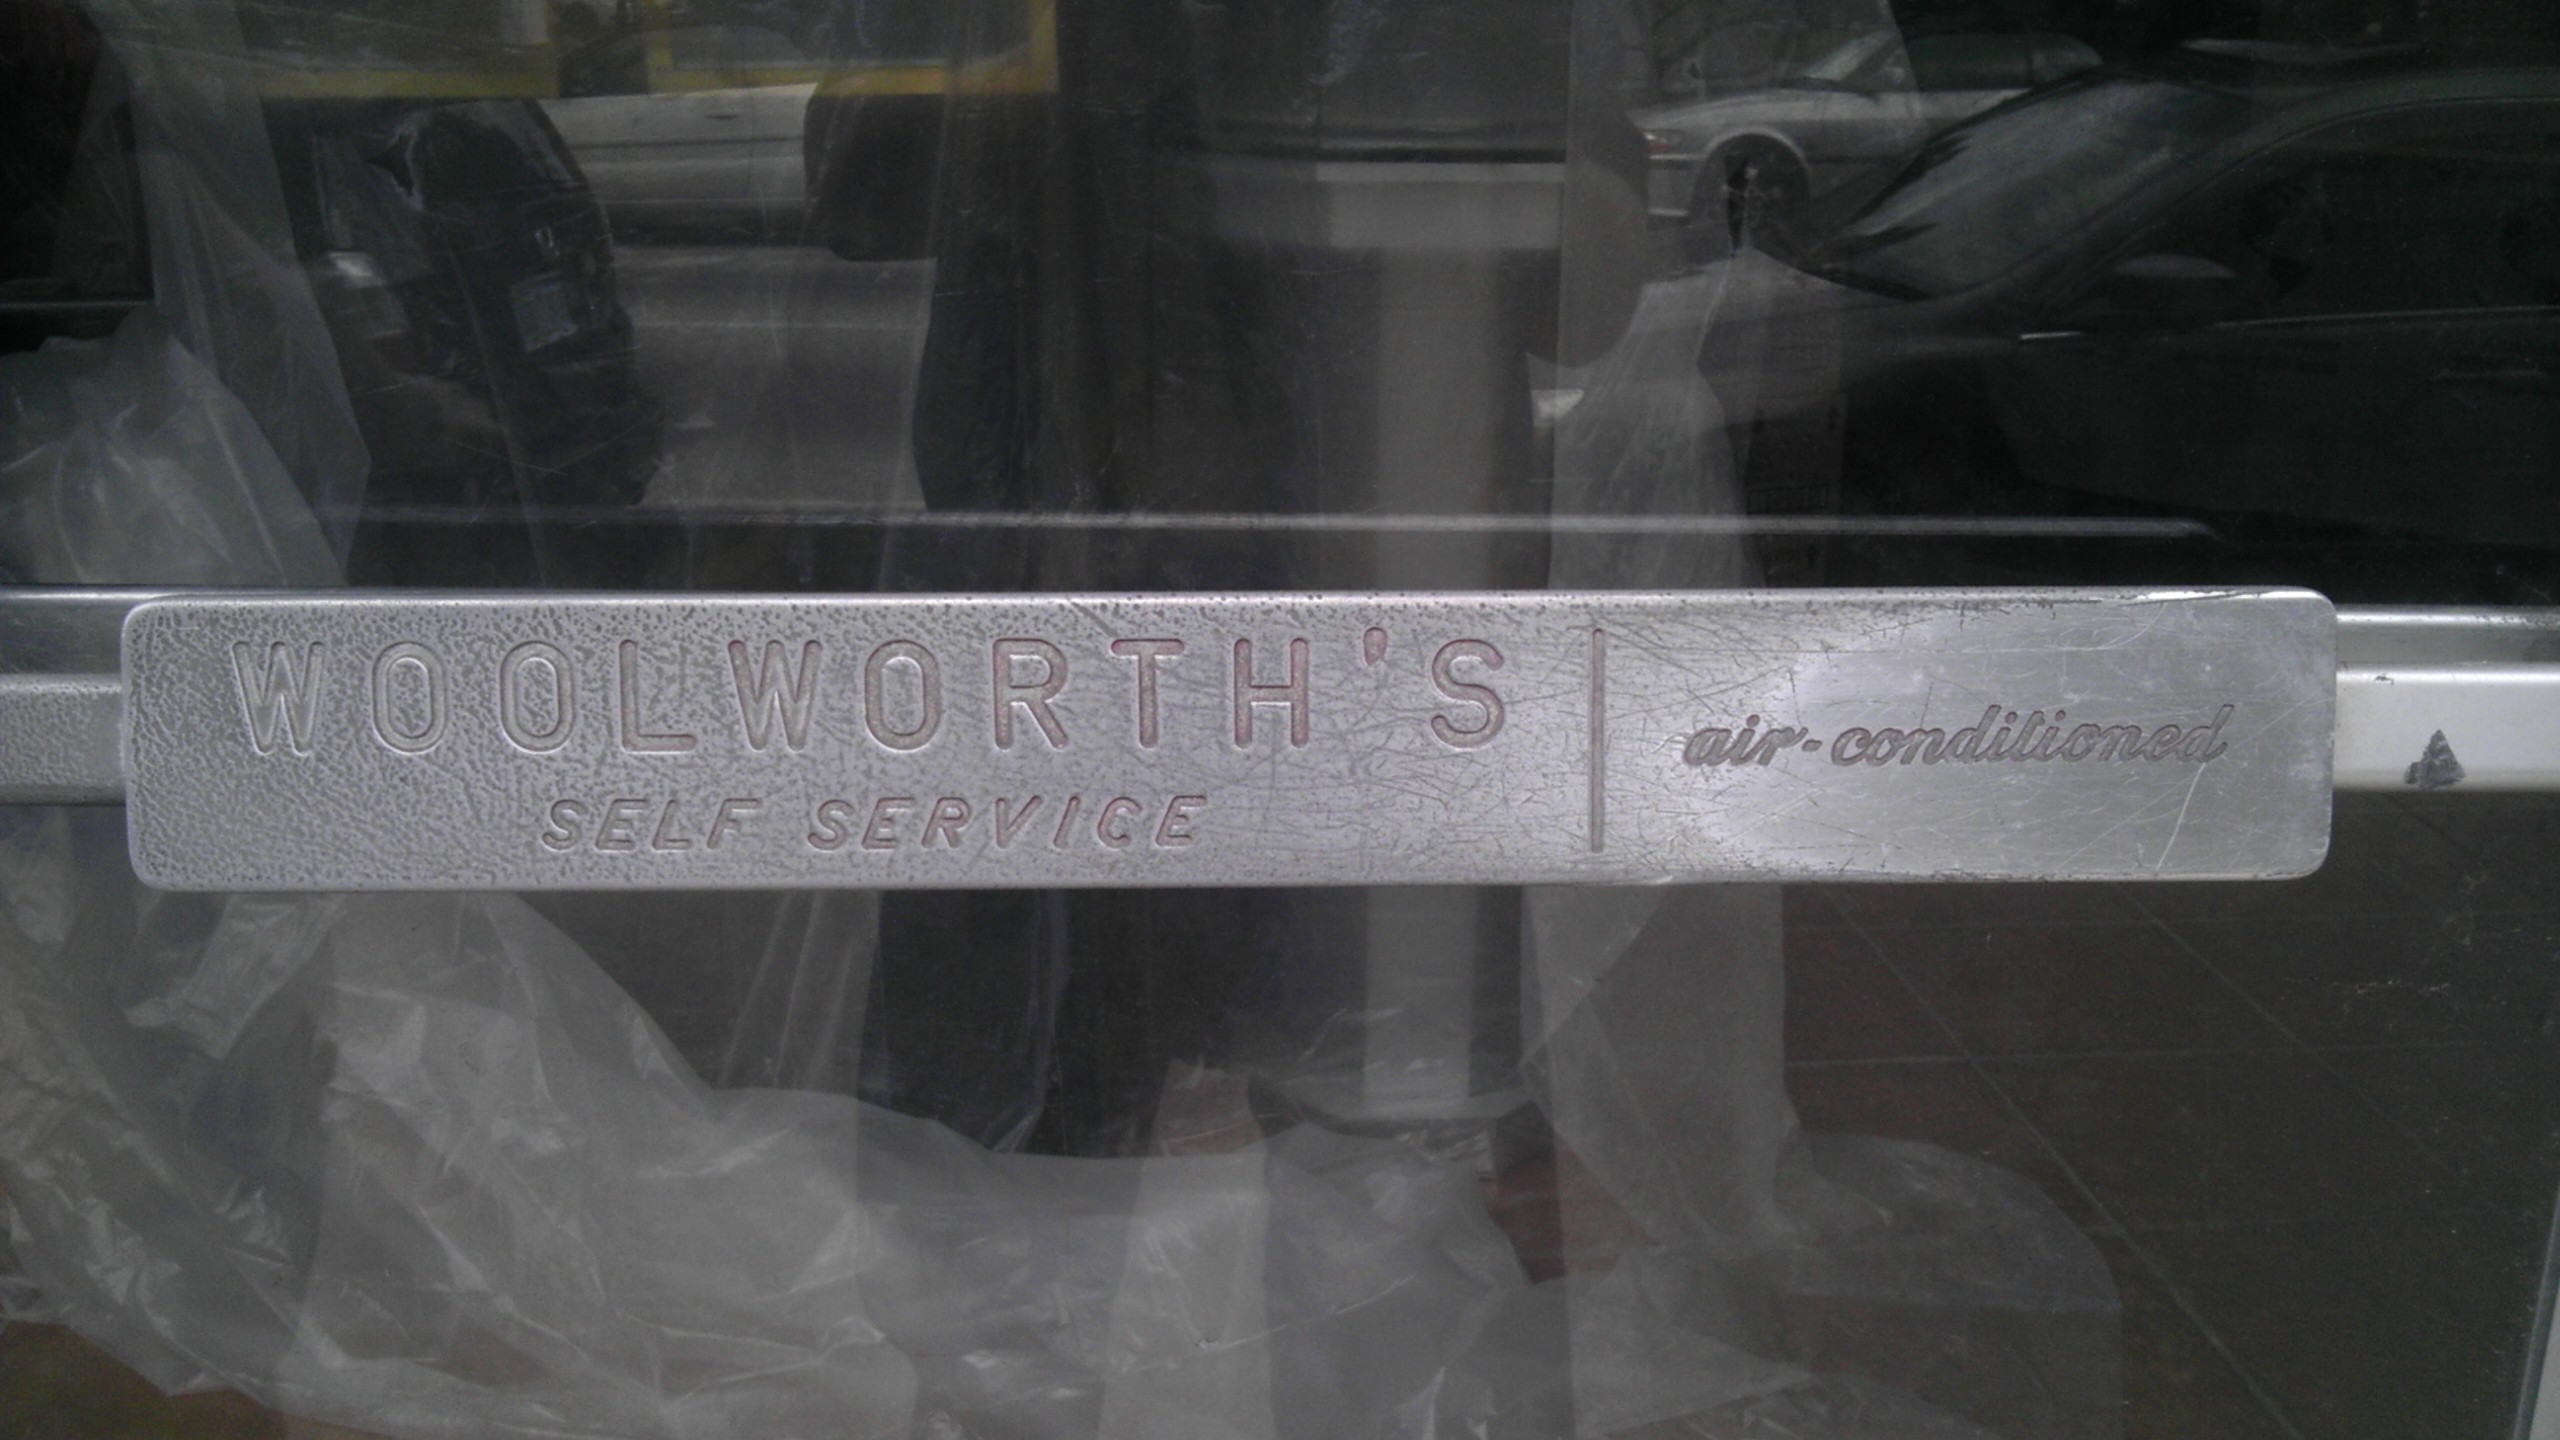 WOOLWORTH'S
SELF SERVICE
air-conditioned